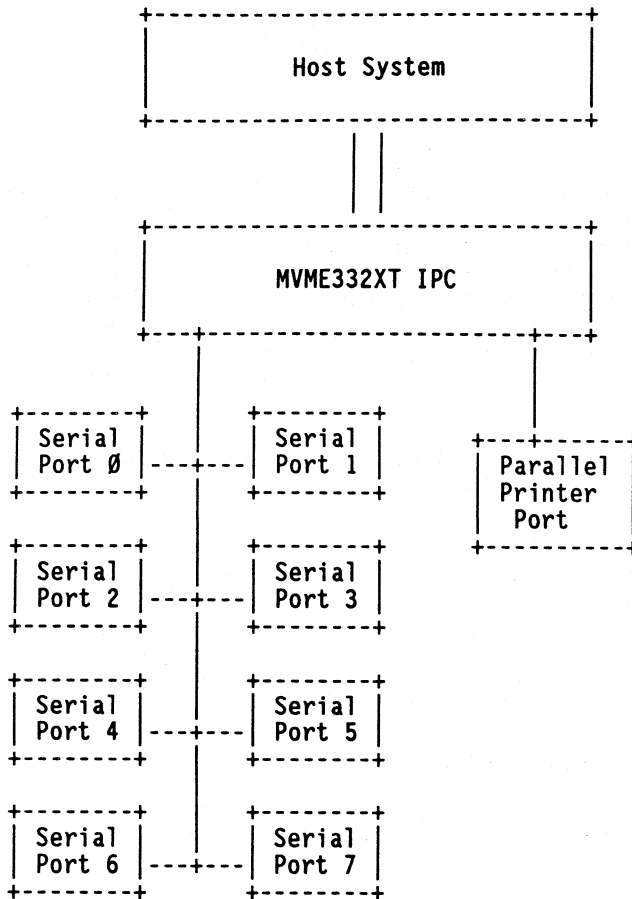 Host System
MVME332XT IPC
Serial
Port Ø
Serial
Port 1
Parallel
Printer
Port
Serial
Port 2
Serial
Port 3
Serial
Port 4
Serial
Port 5
Serial
Port 6
Serial
Port 7